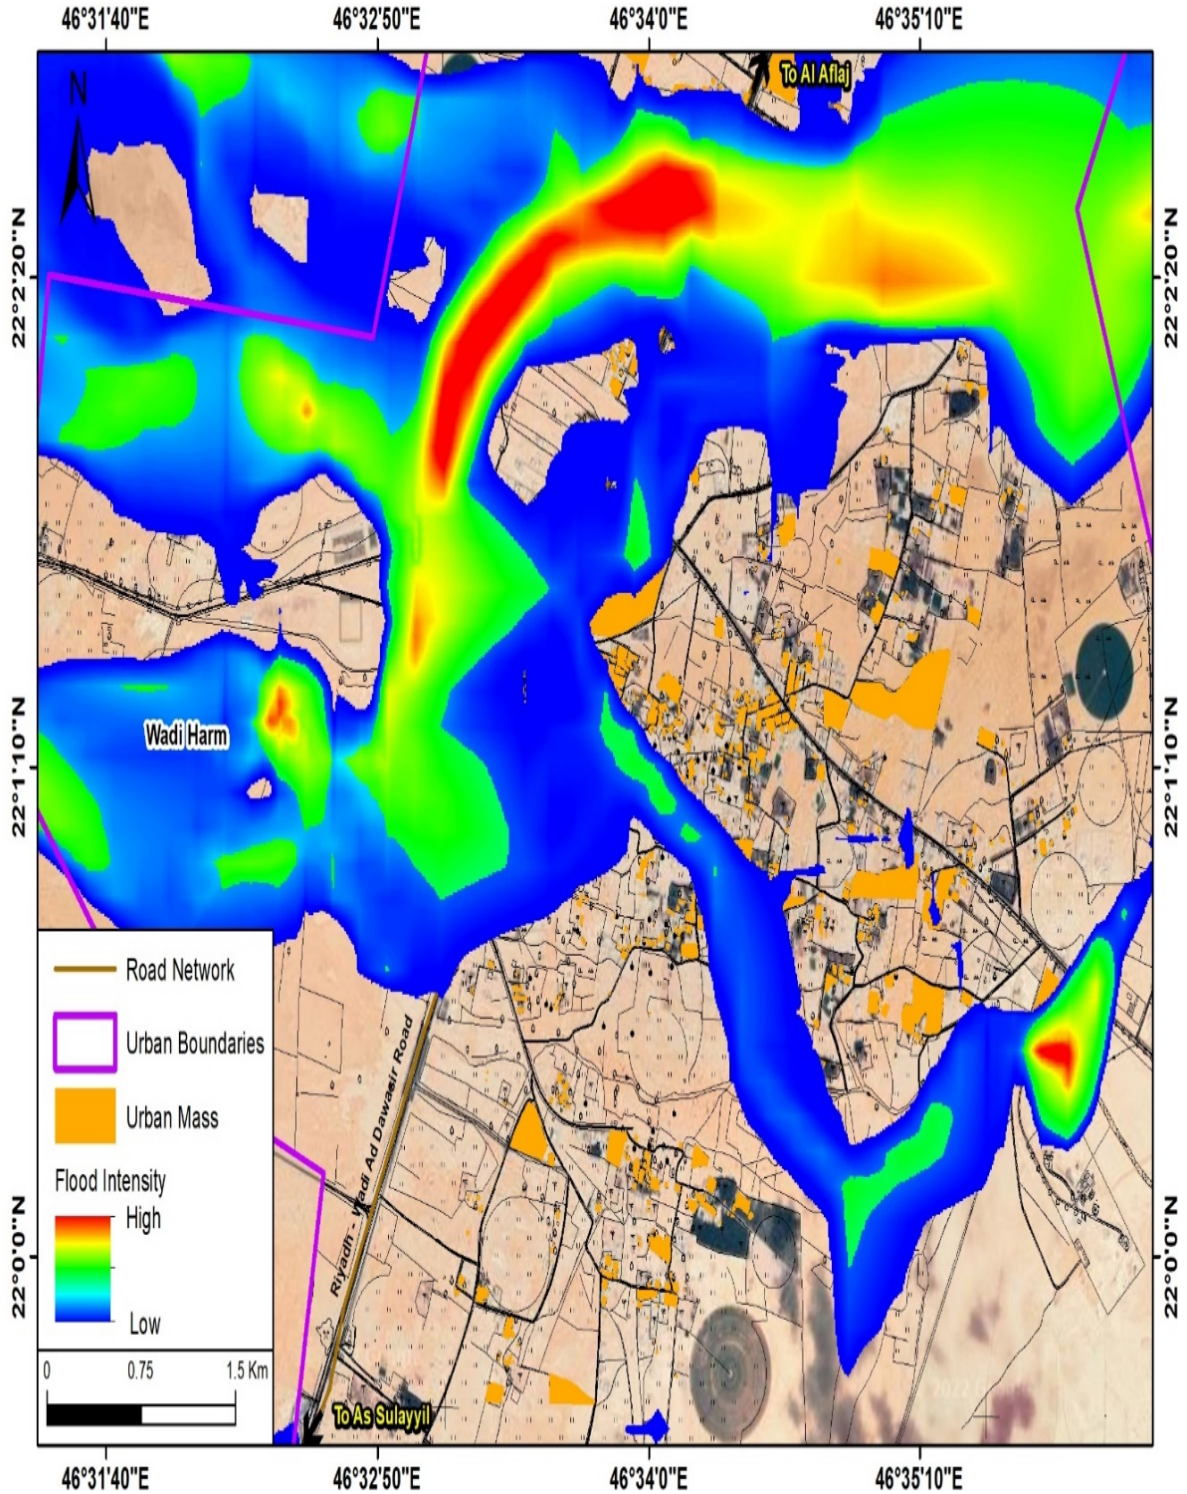 46°31'40"E 46°32'50"E 46°34'0"E 46°35'10"E
To Al Aflaj
N
22°2'20"N
22°2'20"N
Wadi Harm
22°1'10"N
22°1'10"N
Road Network
Urban Boundaries
Urban Mass
Flood Intensity
High
Low
Riyadh - Wadi Ad Dawasir Road
22°0'0"N
22°0'0"N
0 0.75 1.5 Km
To As Sulayyil
46°31'40"E 46°32'50"E 46°34'0"E 46°35'10"E